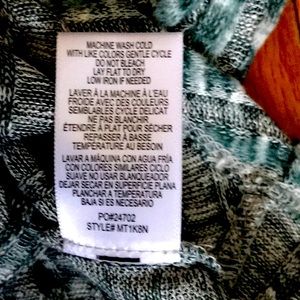 MACHINE WASH COLD
WITH LIKE COLORS GENTLE CYCLE
DO NOT BLEACH
LAY FLAT TO DRY
LOW IRON IF NEEDED
LAVER À LA MACHINE À L'EAU
FROIDE AVEC DES COULEURS
SEMBLABLES CYCLE DÉLICAT
NE PAS BLANCHIR
ÉTENDRE À PLAT POUR SÉCHER
REPASSER À BASSE
TEMPÉRATURE AU BESOIN
LAVAR A MÁQUINA CON AGUA FRÍA
CON COLORES SIMILARES CICLO
SUAVE NO USAR BLANQUEADOR
DEJAR SECAR EN SUPERFICIE PLANA
PLANCHAR A TEMPERATURA
BAJA SI ES NECESARIO
PO#24702
STYLE# MT1K8N